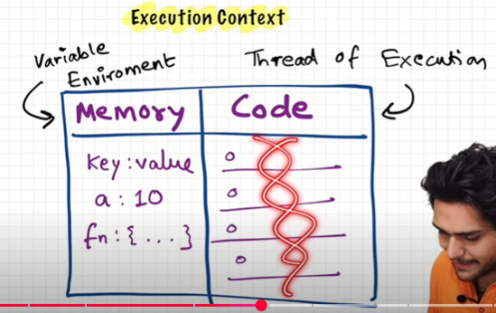 Execution Context
Variable
Enviroment
Thread of Execution
Memory
Code
Key : value
a : 10
fn : { ... }